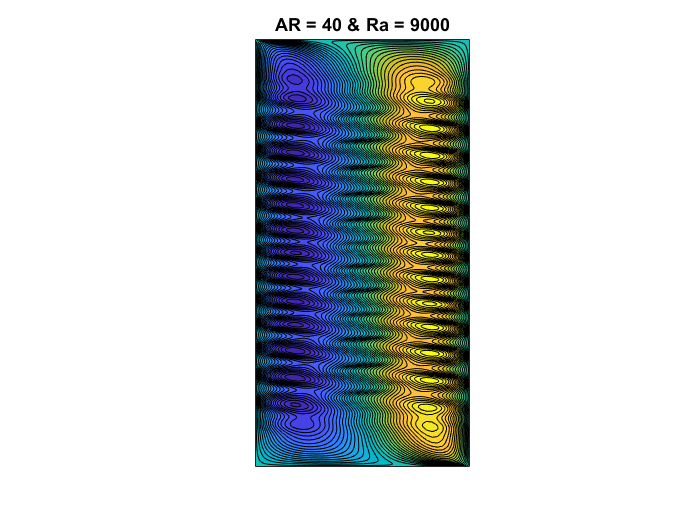 AR = 40 & Ra = 9000